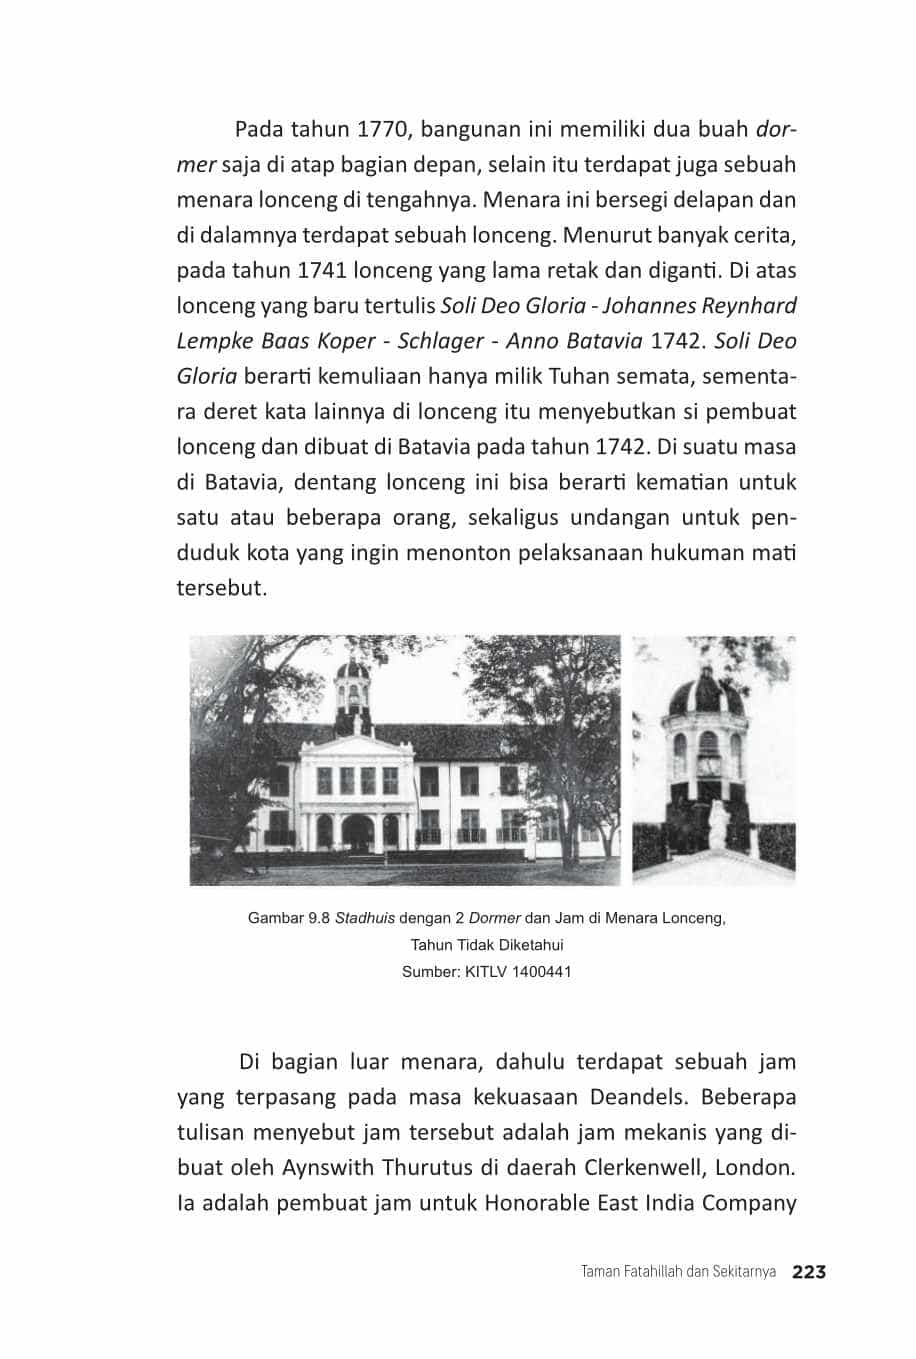 Pada tahun 1770, bangunan ini memiliki dua buah dor-
mer saja di atap bagian depan, selain itu terdapat juga sebuah
menara lonceng di tengahnya. Menara ini bersegi delapan dan
di dalamnya terdapat sebuah lonceng. Menurut banyak cerita,
pada tahun 1741 lonceng yang lama retak dan diganti. Di atas
lonceng yang baru tertulis Soli Deo Gloria - Johannes Reynhard
Lempke Baas Koper - Schlager - Anno Batavia 1742. Soli Deo
Gloria berarti kemuliaan hanya milik Tuhan semata, sementa-
ra deret kata lainnya di lonceng itu menyebutkan si pembuat
lonceng dan dibuat di Batavia pada tahun 1742. Di suatu masa
di Batavia, dentang lonceng ini bisa berarti kematian untuk
satu atau beberapa orang, sekaligus undangan untuk pen-
duduk kota yang ingin menonton pelaksanaan hukuman mati
tersebut.
Gambar 9.8 Stadhuis dengan 2 Dormer dan Jam di Menara Lonceng,
Tahun Tidak Diketahui
Sumber: KITLV 1400441
Di bagian luar menara, dahulu terdapat sebuah jam
yang terpasang pada masa kekuasaan Deandels. Beberapa
tulisan menyebut jam tersebut adalah jam mekanis yang di-
buat oleh Aynswith Thurutus di daerah Clerkenwell, London.
Ia adalah pembuat jam untuk Honorable East India Company
Taman Fatahillah dan Sekitarnya 223